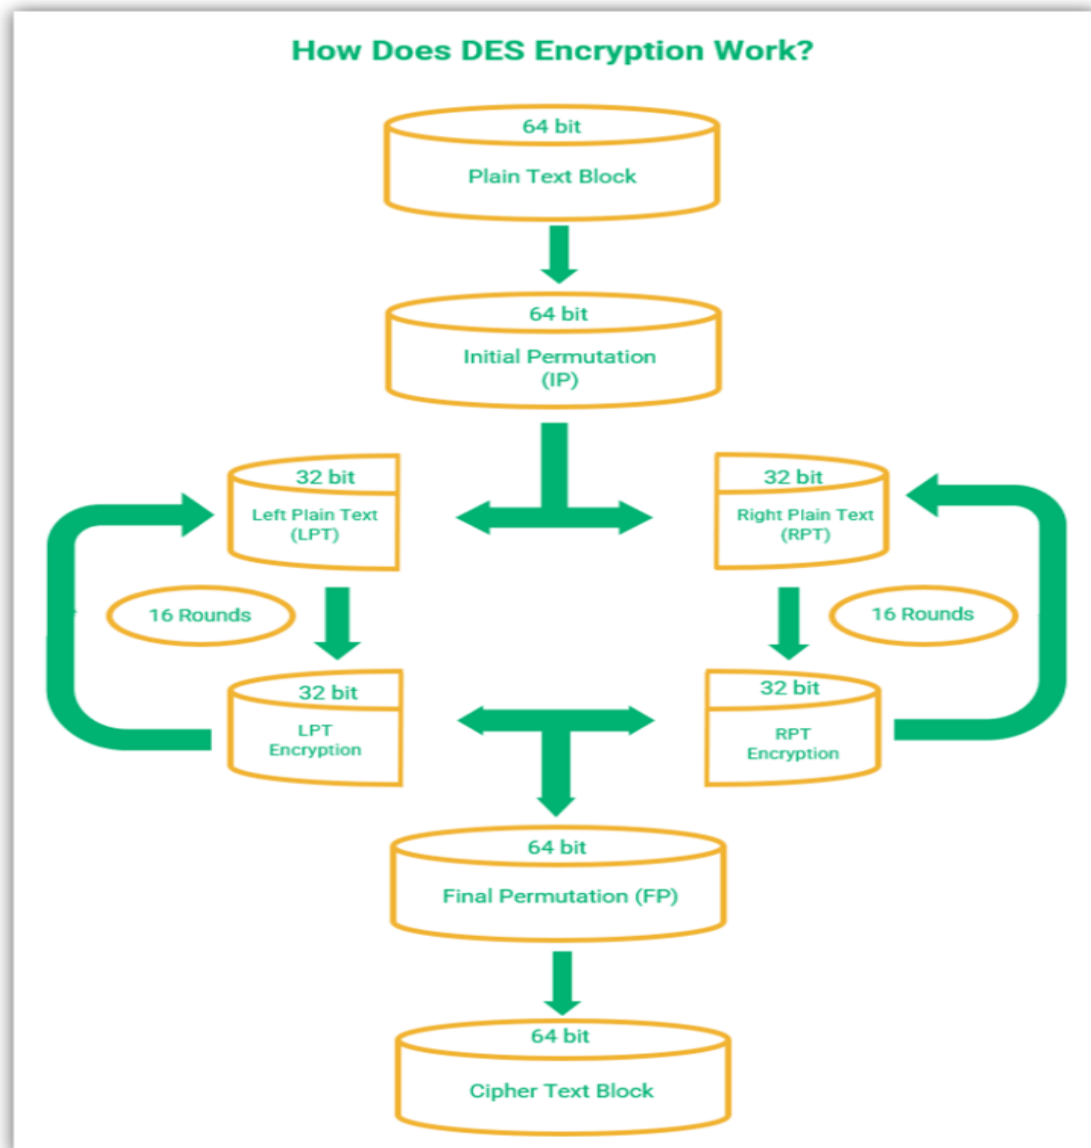 How Does DES Encryption Work?
64 bit
Plain Text Block
64 bit
Initial Permutation
(IP)
32 bit
Left Plain Text
(LPT)
32 bit
Right Plain Text
(RPT)
16 Rounds
16 Rounds
32 bit
LPT
Encryption
32 bit
RPT
Encryption
64 bit
Final Permutation (FP)
64 bit
Cipher Text Block